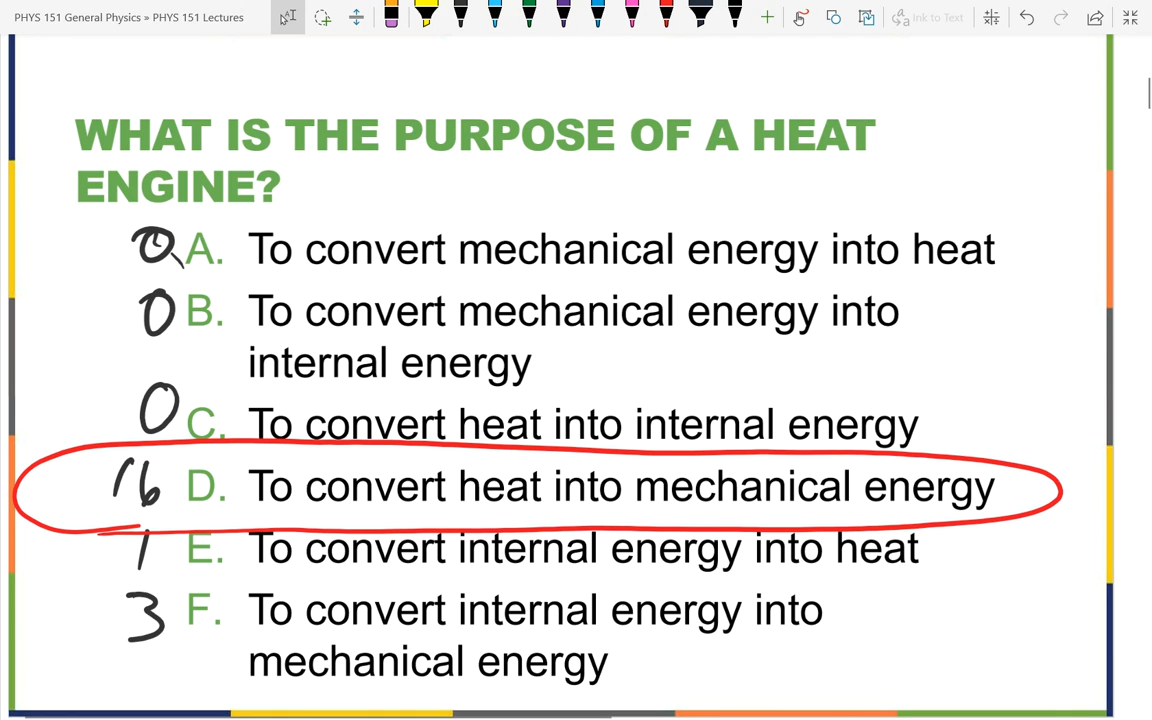 PHYS 151 General Physics » PHYS 151 Lectures
Ink to Text
WHAT IS THE PURPOSE OF A HEAT
ENGINE?
0 A. To convert mechanical energy into heat
0 B. To convert mechanical energy into
internal energy
0 C. To convert heat into internal energy
16 D. To convert heat into mechanical energy
1 E. To convert internal energy into heat
3 F. To convert internal energy into
mechanical energy